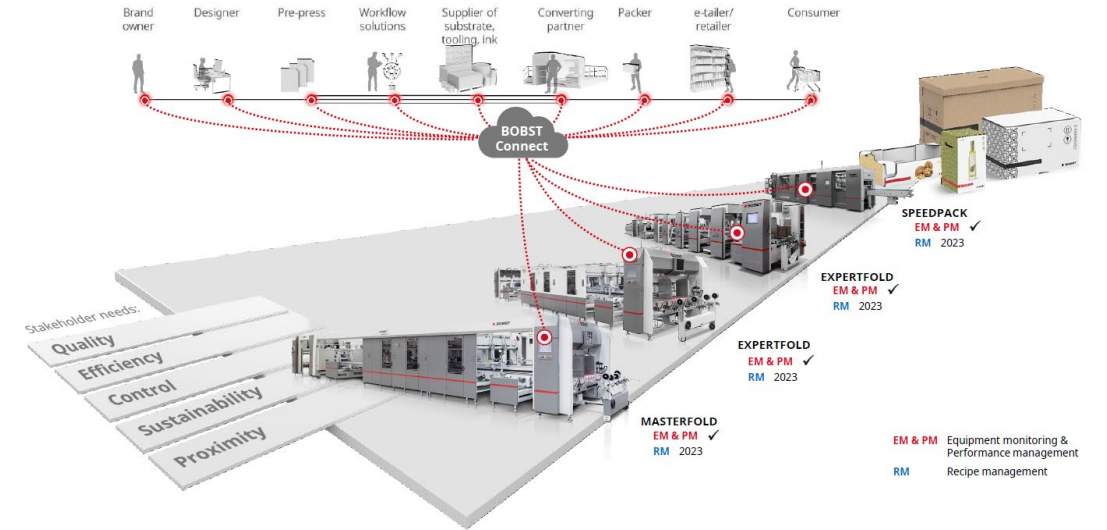 Brand
owner
Designer
Pre-press
Workflow
solutions
Supplier of
substrate,
tooling, ink
Converting
partner
Packer
e-tailer/
retailer
Consumer
BOBST
Connect
SPEEDPACK
EM & PM ✓
RM 2023
EXPERTFOLD
EM & PM ✓
RM 2023
EXPERTFOLD
EM & PM ✓
RM 2023
MASTERFOLD
EM & PM ✓
RM 2023
Stakeholder needs:
Quality
Efficiency
Control
Sustainability
Proximity
EM & PM Equipment monitoring &
Performance management
RM Recipe management